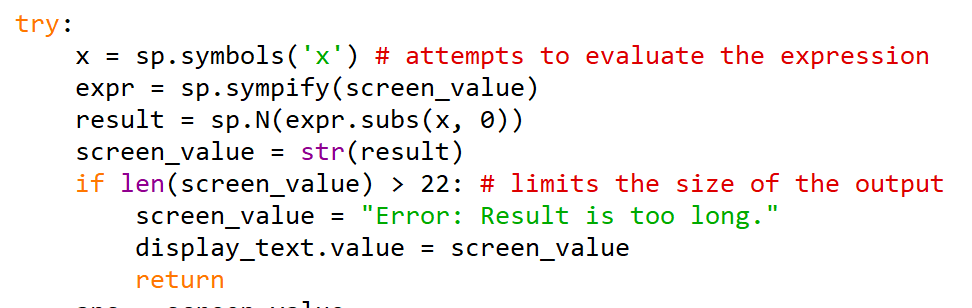 try:
    x = sp.symbols('x') # attempts to evaluate the expression
    expr = sp.sympify(screen_value)
    result = sp.N(expr.subs(x, 0))
    screen_value = str(result)
    if len(screen_value) > 22: # limits the size of the output
        screen_value = "Error: Result is too long."
        display_text.value = screen_value
        return